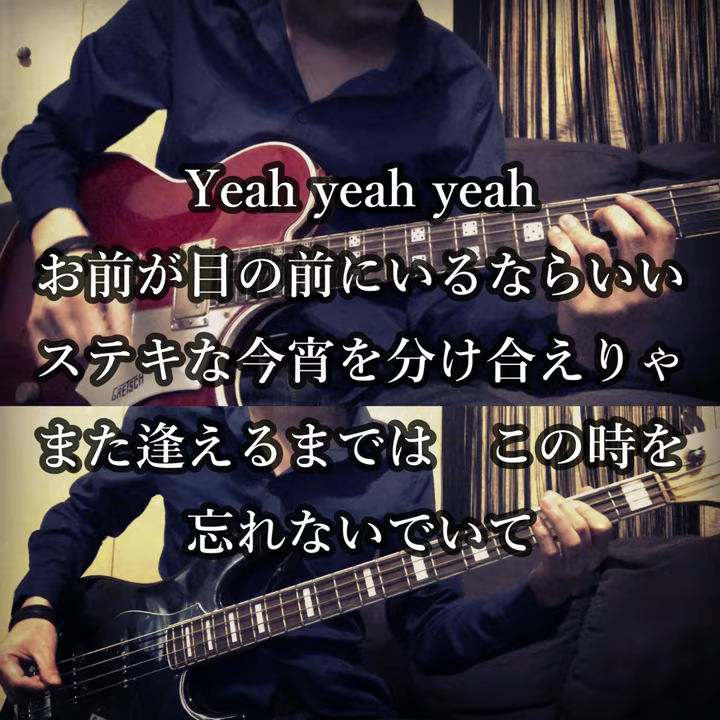 Yeah yeah yeah
お前が目の前にいるならいい
ステキな今宵を分け合えりゃ
GRETSCH
また逢えるまでは　この時を
忘れないでいて